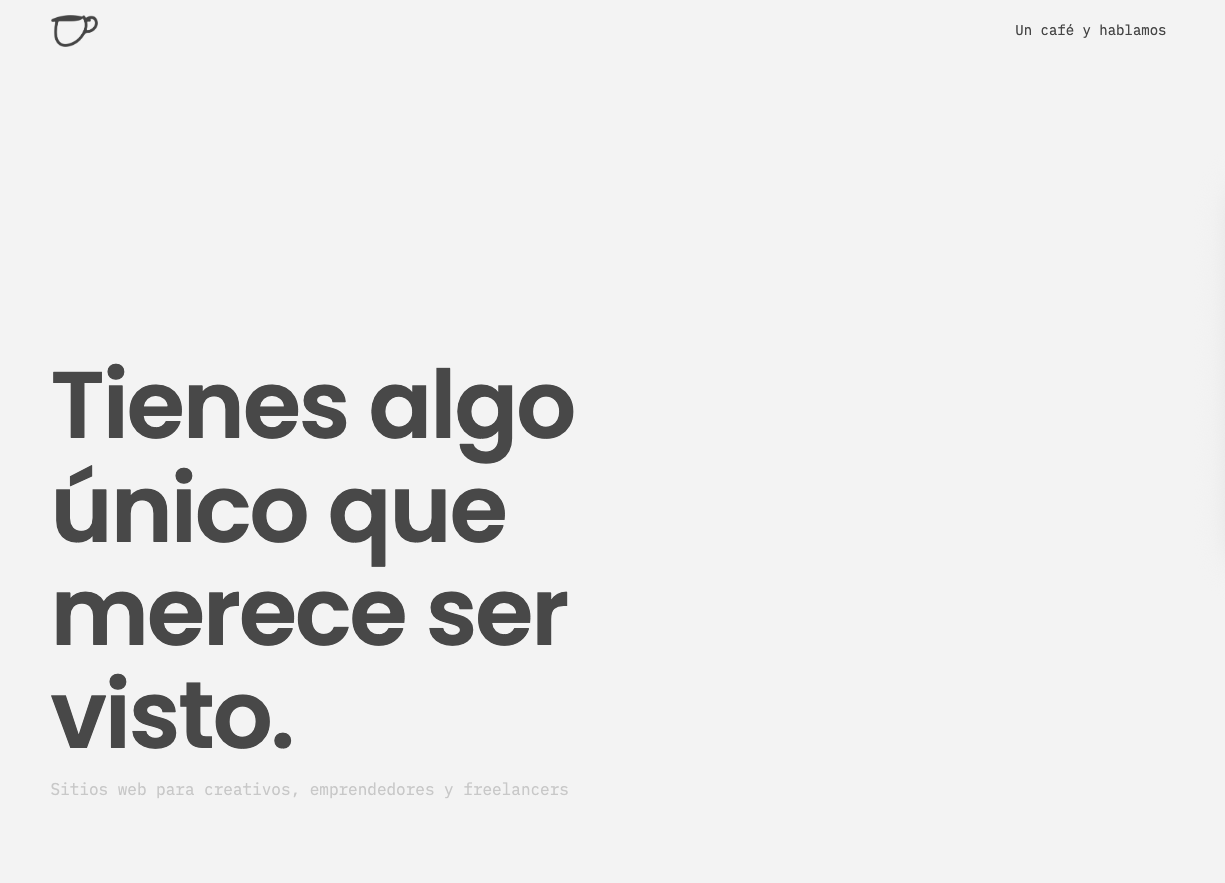 Un café y hablamos
Tienes algo
único que
merece ser
visto.
Sitios web para creativos, emprendedores y freelancers